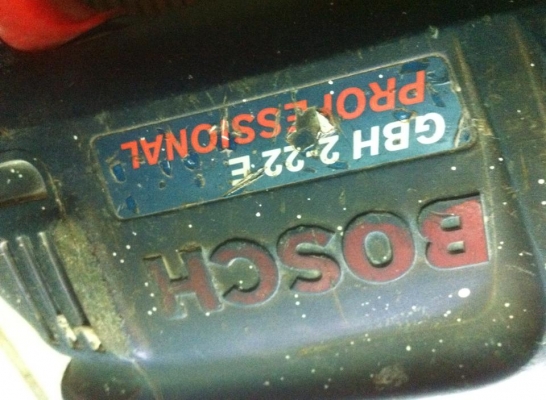 BOSCH
GBH 2-22 E
PROFESSIONAL